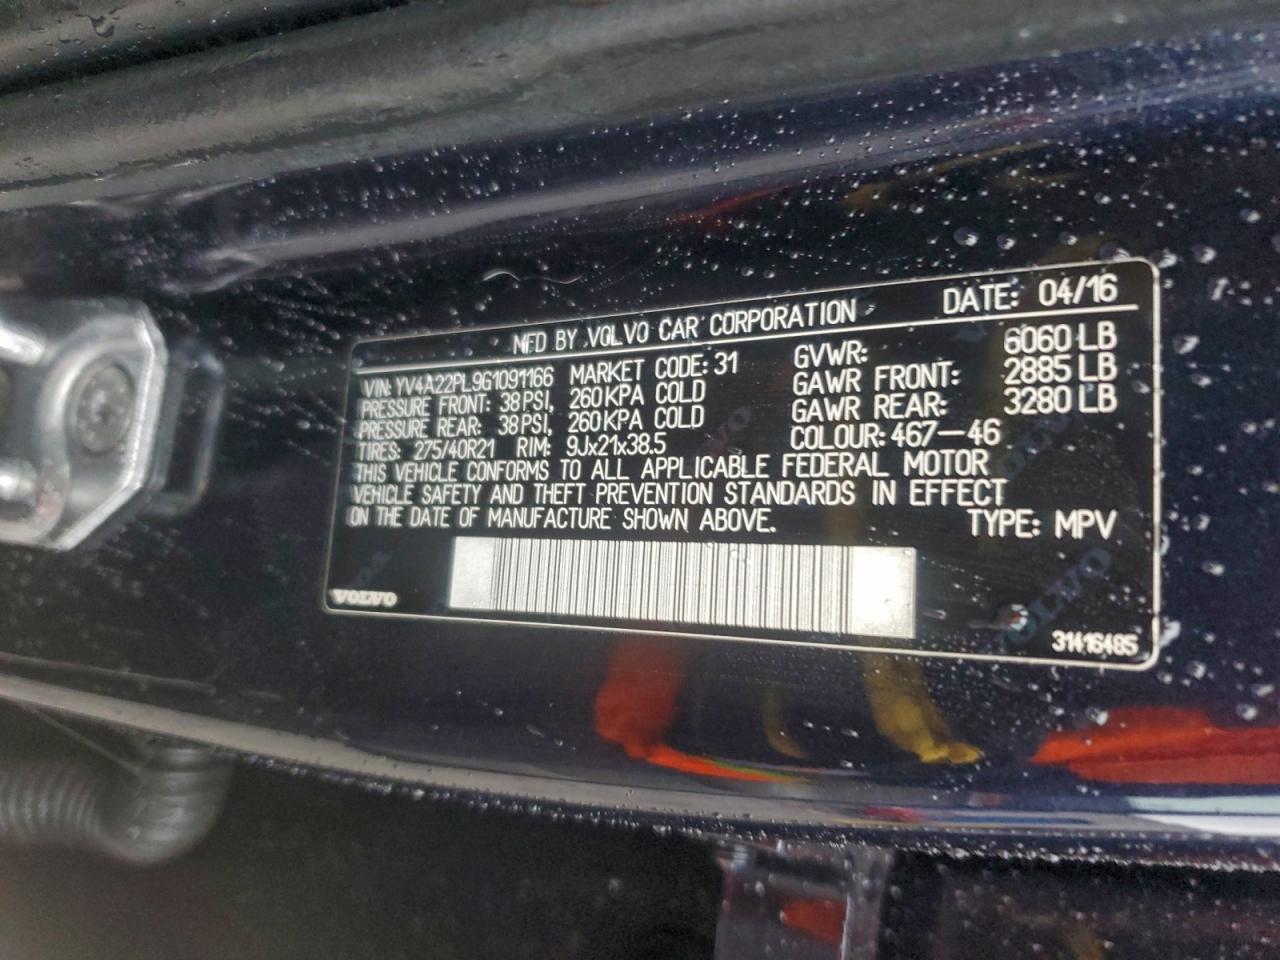 MFD BY VOLVO CAR CORPORATION DATE: 04/16
VIN: YV4A22PL9G1091166 MARKET CODE: 31 GVWR: 6060 LB
PRESSURE FRONT: 38 PSI, 260 KPA COLD GAWR FRONT: 2885 LB
PRESSURE REAR: 38 PSI, 260 KPA COLD GAWR REAR: 3280 LB
TIRES: 275/40R21 RIM: 9Jx21x38.5 COLOUR: 467-46
THIS VEHICLE CONFORMS TO ALL APPLICABLE FEDERAL MOTOR
VEHICLE SAFETY AND THEFT PREVENTION STANDARDS IN EFFECT
ON THE DATE OF MANUFACTURE SHOWN ABOVE. TYPE: MPV
VOLVO
VOLVO
VOLVO
31416485